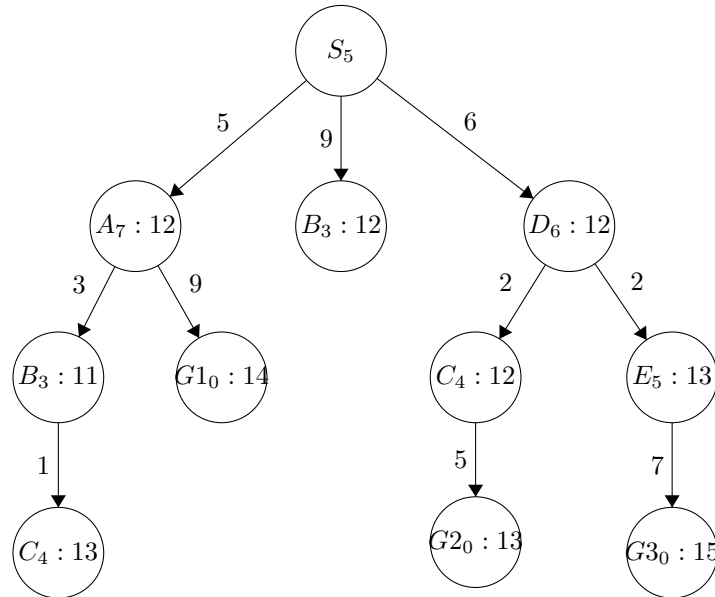 S₅
5
9
6
A₇ : 12
B₃ : 12
D₆ : 12
3
9
2
2
B₃ : 11
G1₀ : 14
C₄ : 12
E₅ : 13
1
5
7
C₄ : 13
G2₀ : 13
G3₀ : 15